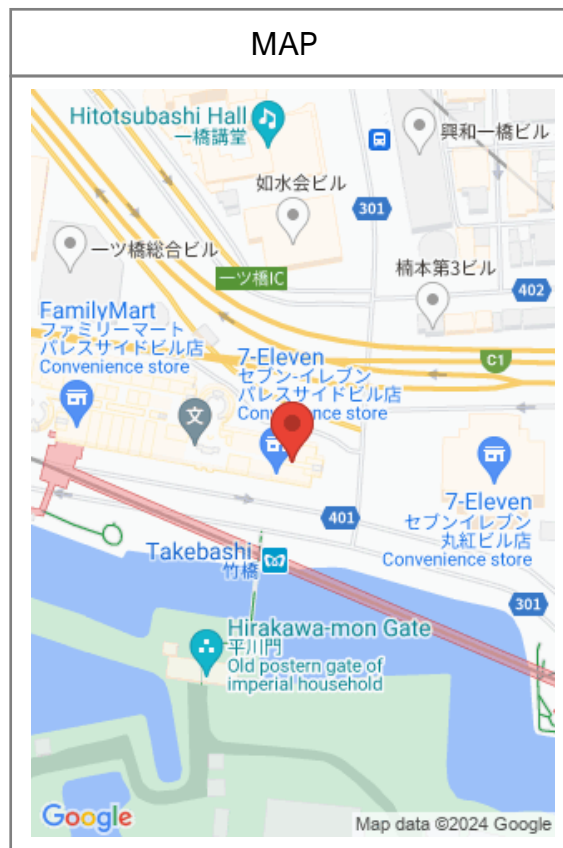 MAP
Hitotsubashi Hall
一橋講堂
興和一橋ビル
如水会ビル
301
一ツ橋総合ビル
一ツ橋IC
楠本第3ビル
402
FamilyMart
ファミリーマート
パレスサイドビル店
Convenience store
7-Eleven
セブン-イレブン
パレスサイドビル店
Convenience store
C1
文
401
7-Eleven
セブンイレブン
丸紅ビル店
Convenience store
Takebashi
竹橋
301
Hirakawa-mon Gate
平川門
Old postern gate of
imperial household
Google
Map data ©2024 Google